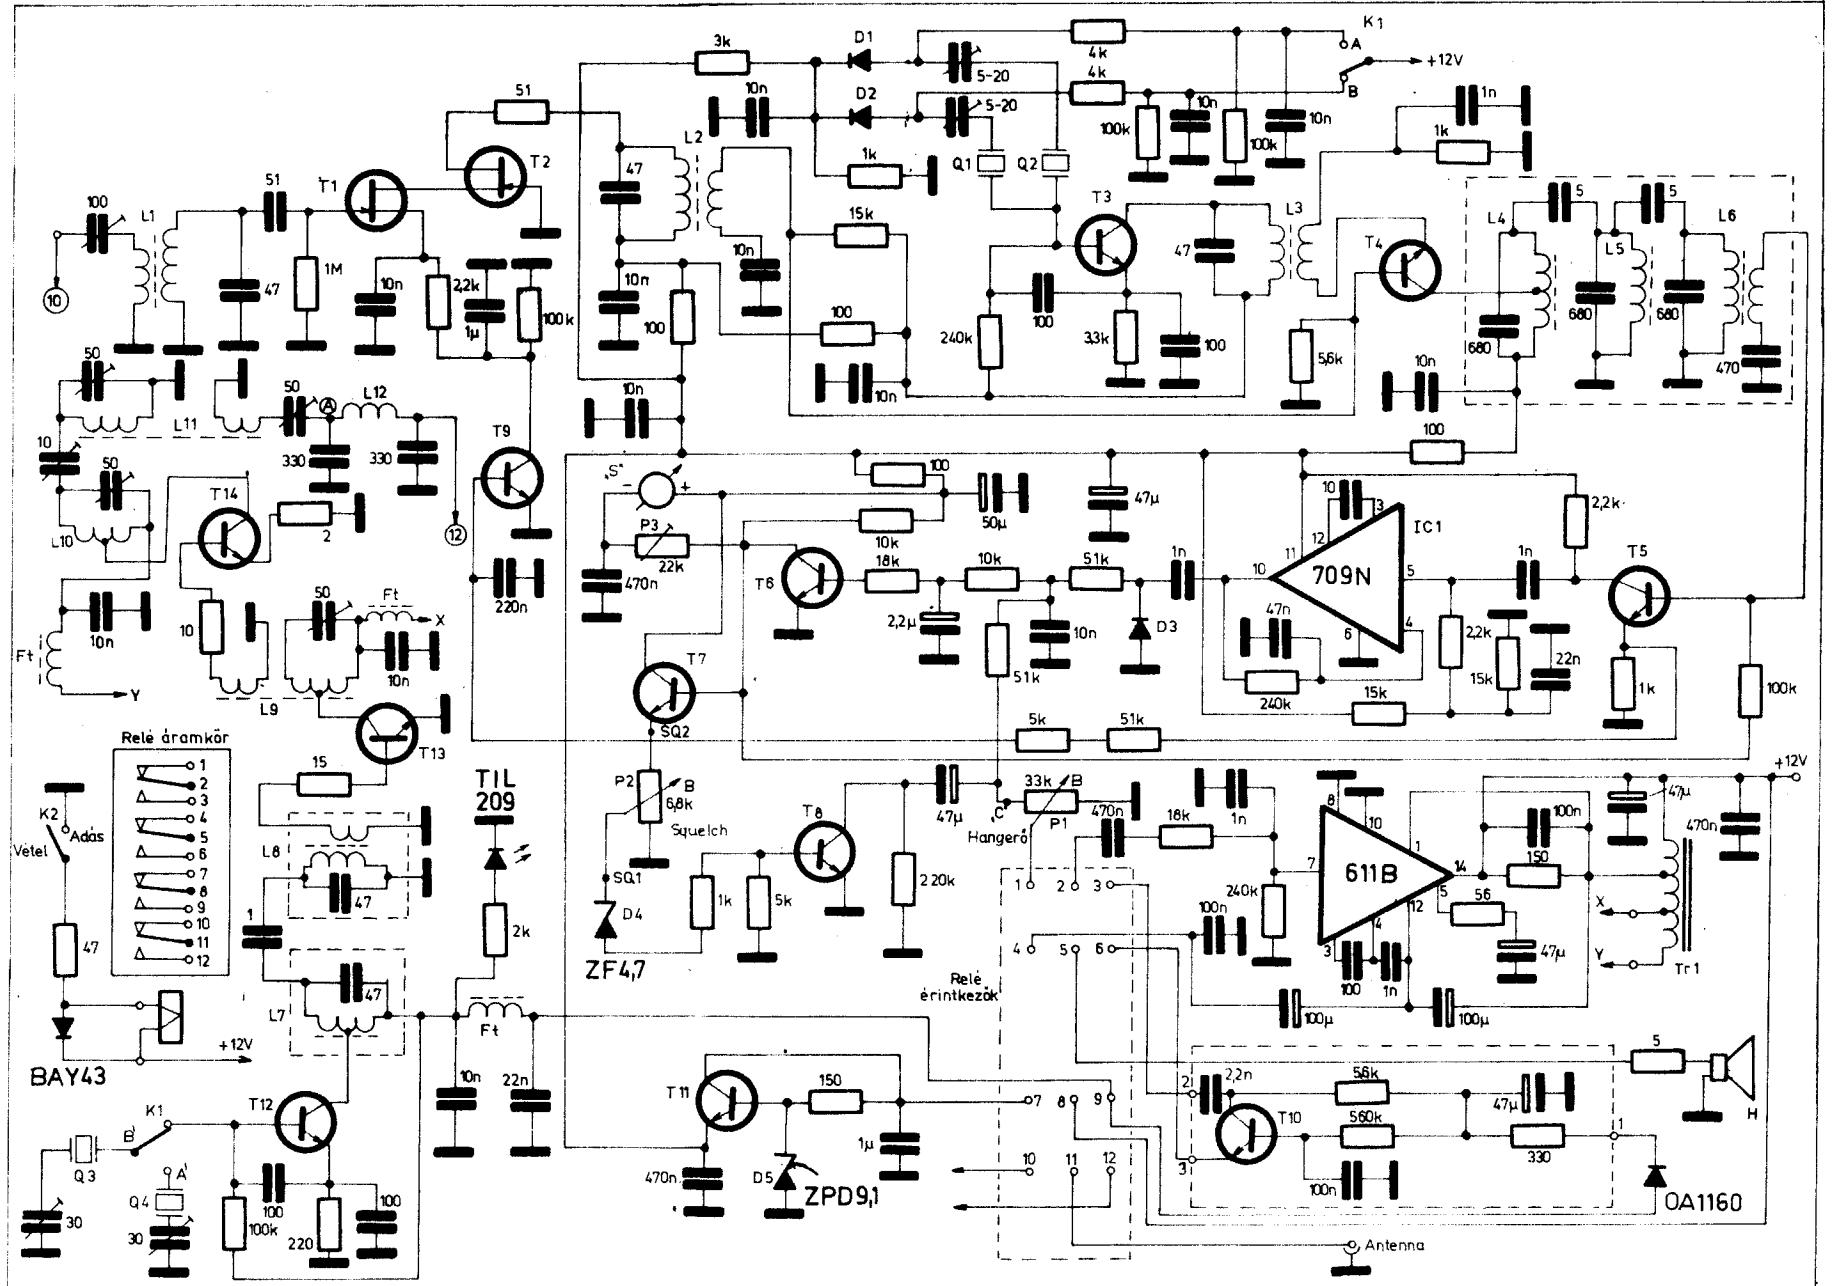 3k
D1
4k
K1
A
+12V
5-20
4k
B
51
10n
D2
5-20
10n
10n
1n
100k
100k
1k
L2
47
1k
Q1
Q2
T2
T1
51
100
L1
15k
T3
L3
T4
L4
5
5
L6
L5
10
1M
47
10n
2,2k
1μ
100k
10n
100
10n
100
47
100
240k
3,3k
100
5,6k
680
680
680
470
10n
10n
10n
50
50
A
L12
L11
100
10
330
330
T9
"S"
-
+
100
47μ
50μ
10
3
2,2k
IC1
50
T14
2
12
L10
P3
22k
10k
470n
18k
10k
51k
1n
12
11
10
709N
5
1n
T5
T6
220n
2,2μ
10n
D3
47n
6
4
2,2k
15k
22n
1k
100k
240k
15k
51k
10n
Ft
10
50
Ft
X
10n
Y
L9
T7
SQ2
5k
51k
T13
Relé áramkör
1
2
3
4
5
6
7
8
9
10
11
12
15
TIL
209
K2
Adás
Vétel
P2
B
6,8k
Squelch
T8
47μ
"C"
33k
B
P1
Hangerő
470n
18k
1n
8
10
1
7
611B
14
5
12
4
3
100n
150
56
47μ
47μ
470n
+12V
X
Y
Tr1
L8
47
SQ1
D4
ZF4,7
1k
5k
220k
240k
100n
1
2
3
4
5
6
Relé
érintkezők
100
1n
100μ
100μ
1
47
2k
47
L7
Ft
+12V
BAY43
10n
22n
T11
150
D5
ZPD9,1
1μ
470n
7
8
9
10
11
12
2
2,2n
56k
47μ
T10
560k
330
1
3
100n
OA1160
5
H
Antenna
K1
B'
A'
Q3
Q4
30
30
T12
100
100k
220
100